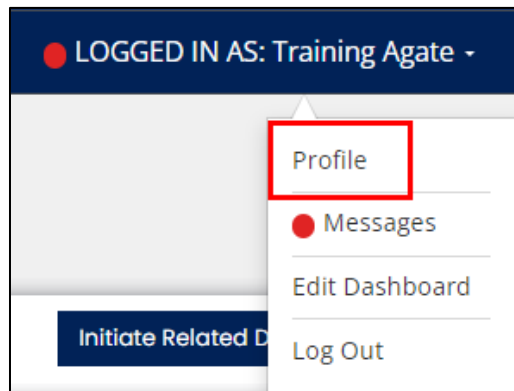 LOGGED IN AS: Training Agate
Profile
Messages
Edit Dashboard
Initiate Related D
Log Out